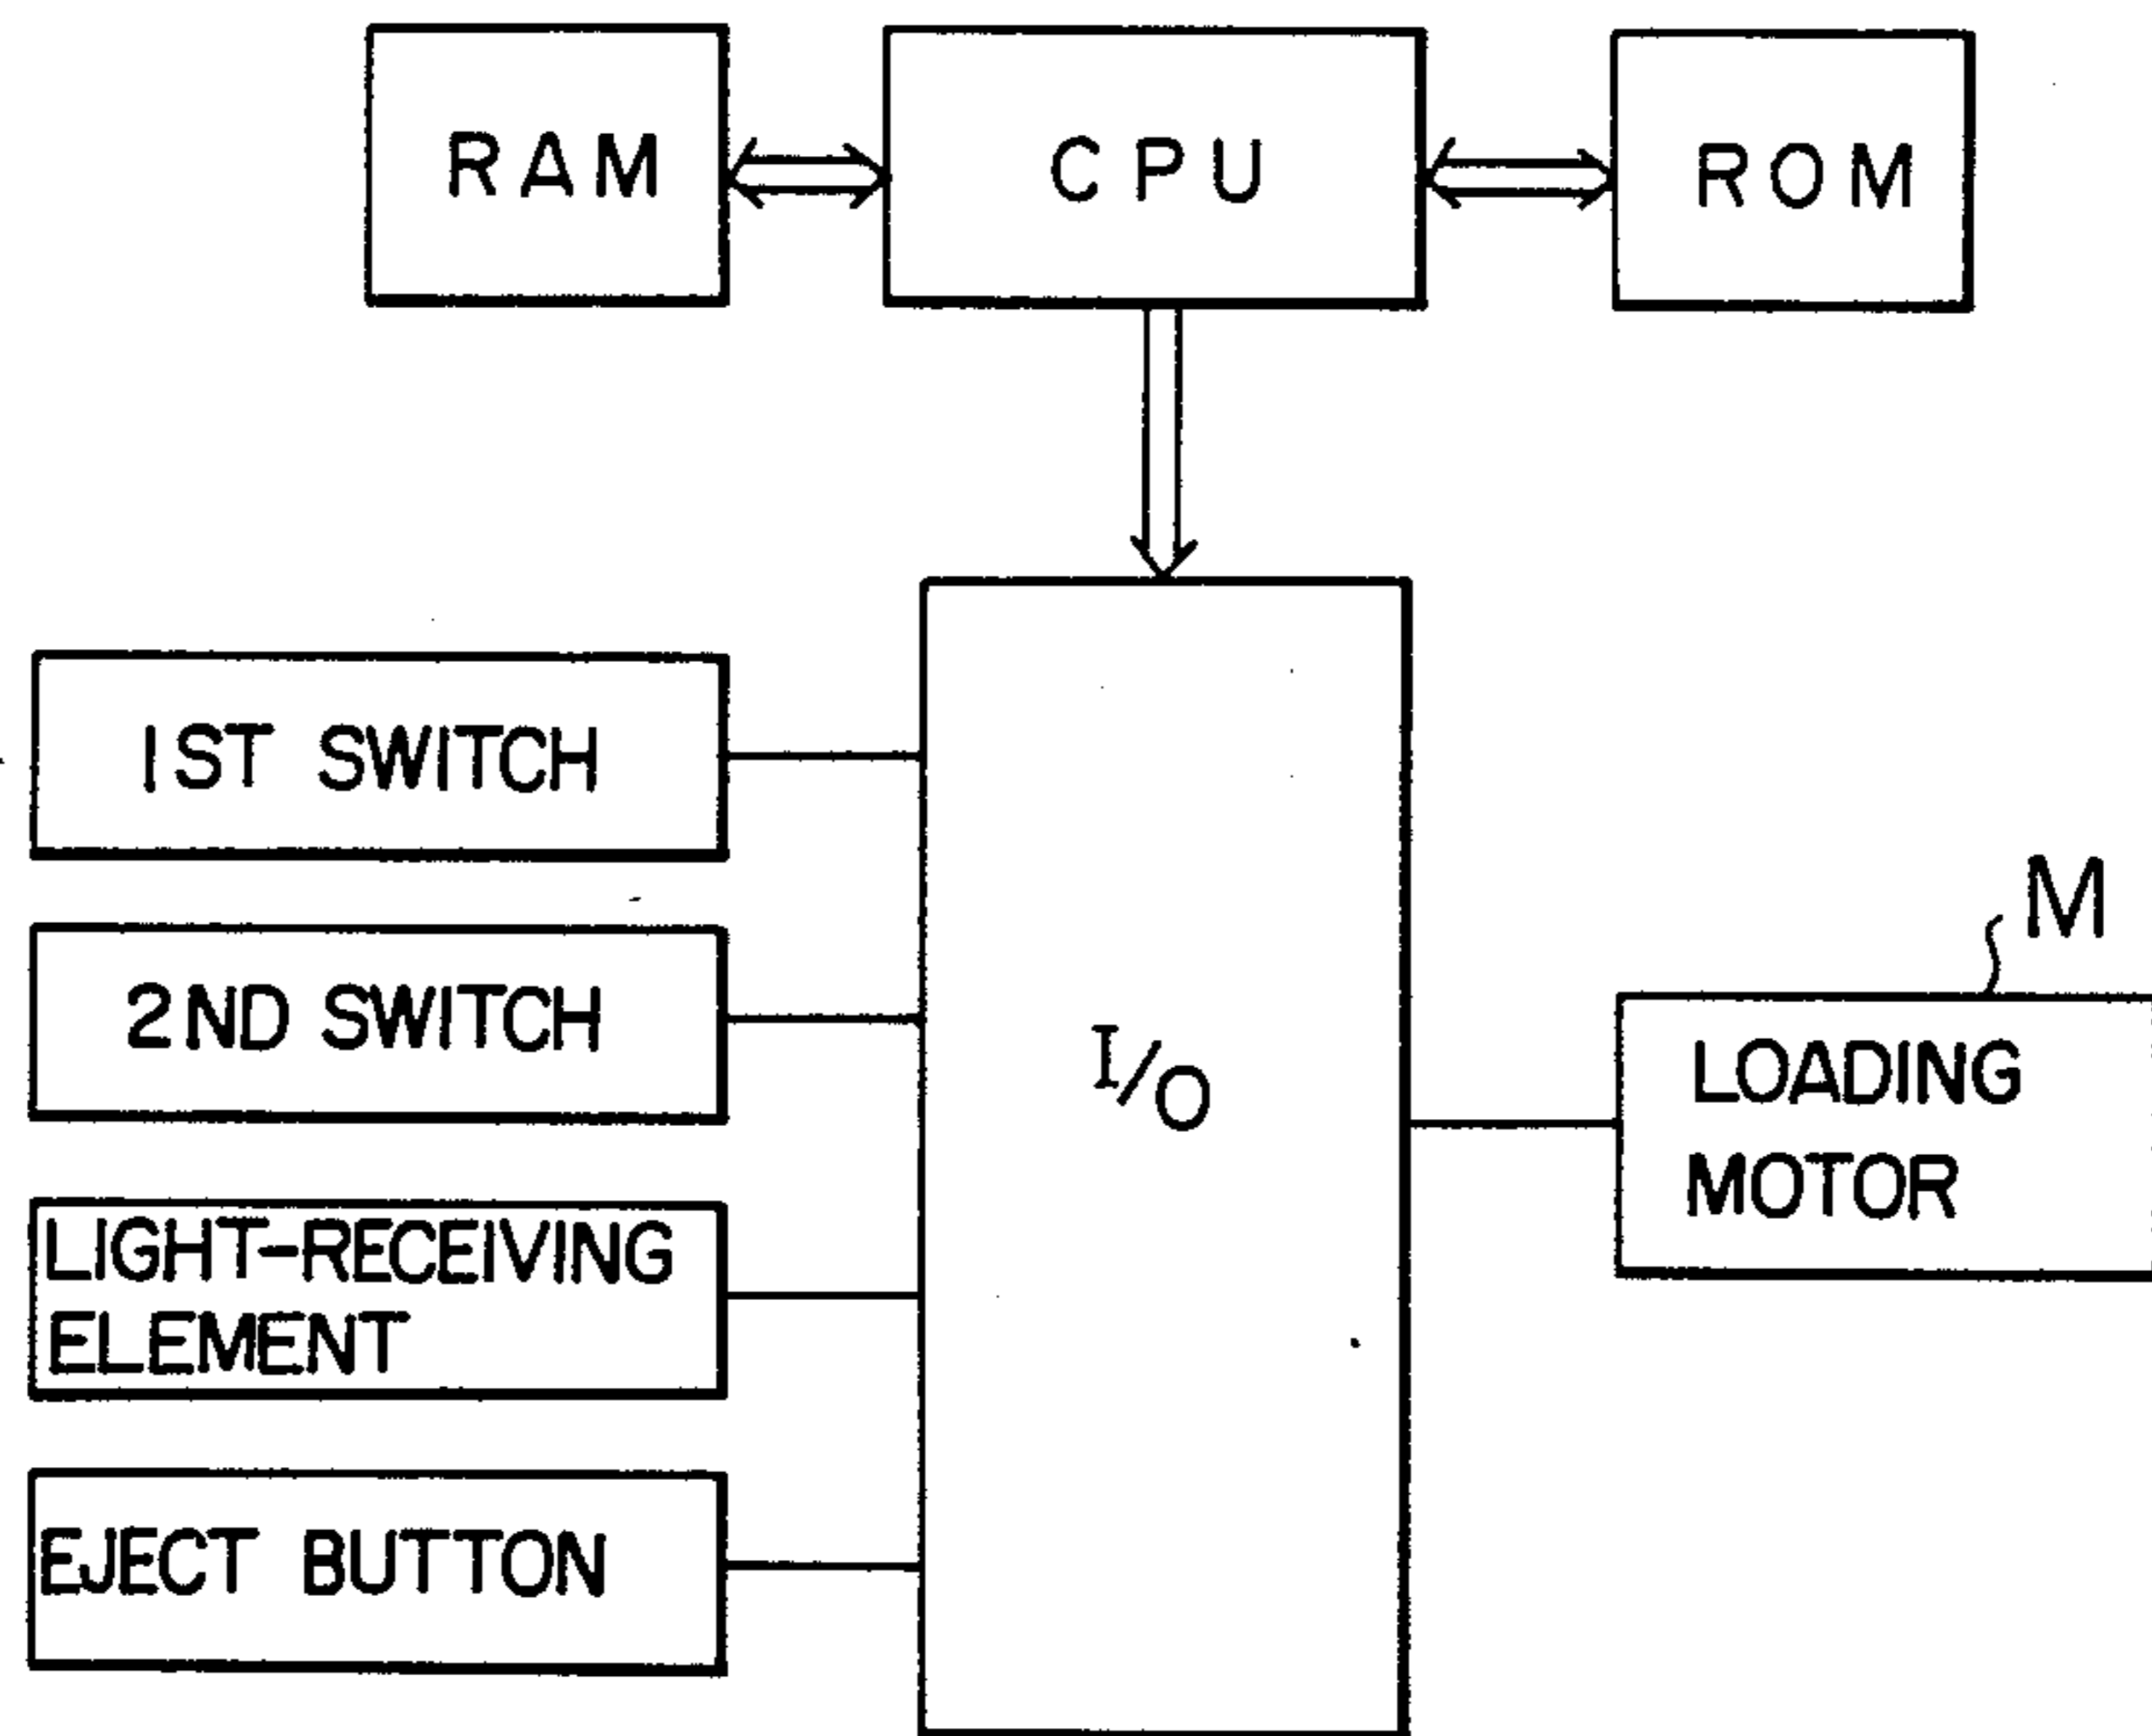 RAM
CPU
ROM
1ST SWITCH
2ND SWITCH
LIGHT-RECEIVING
ELEMENT
EJECT BUTTON
I/O
M
LOADING
MOTOR